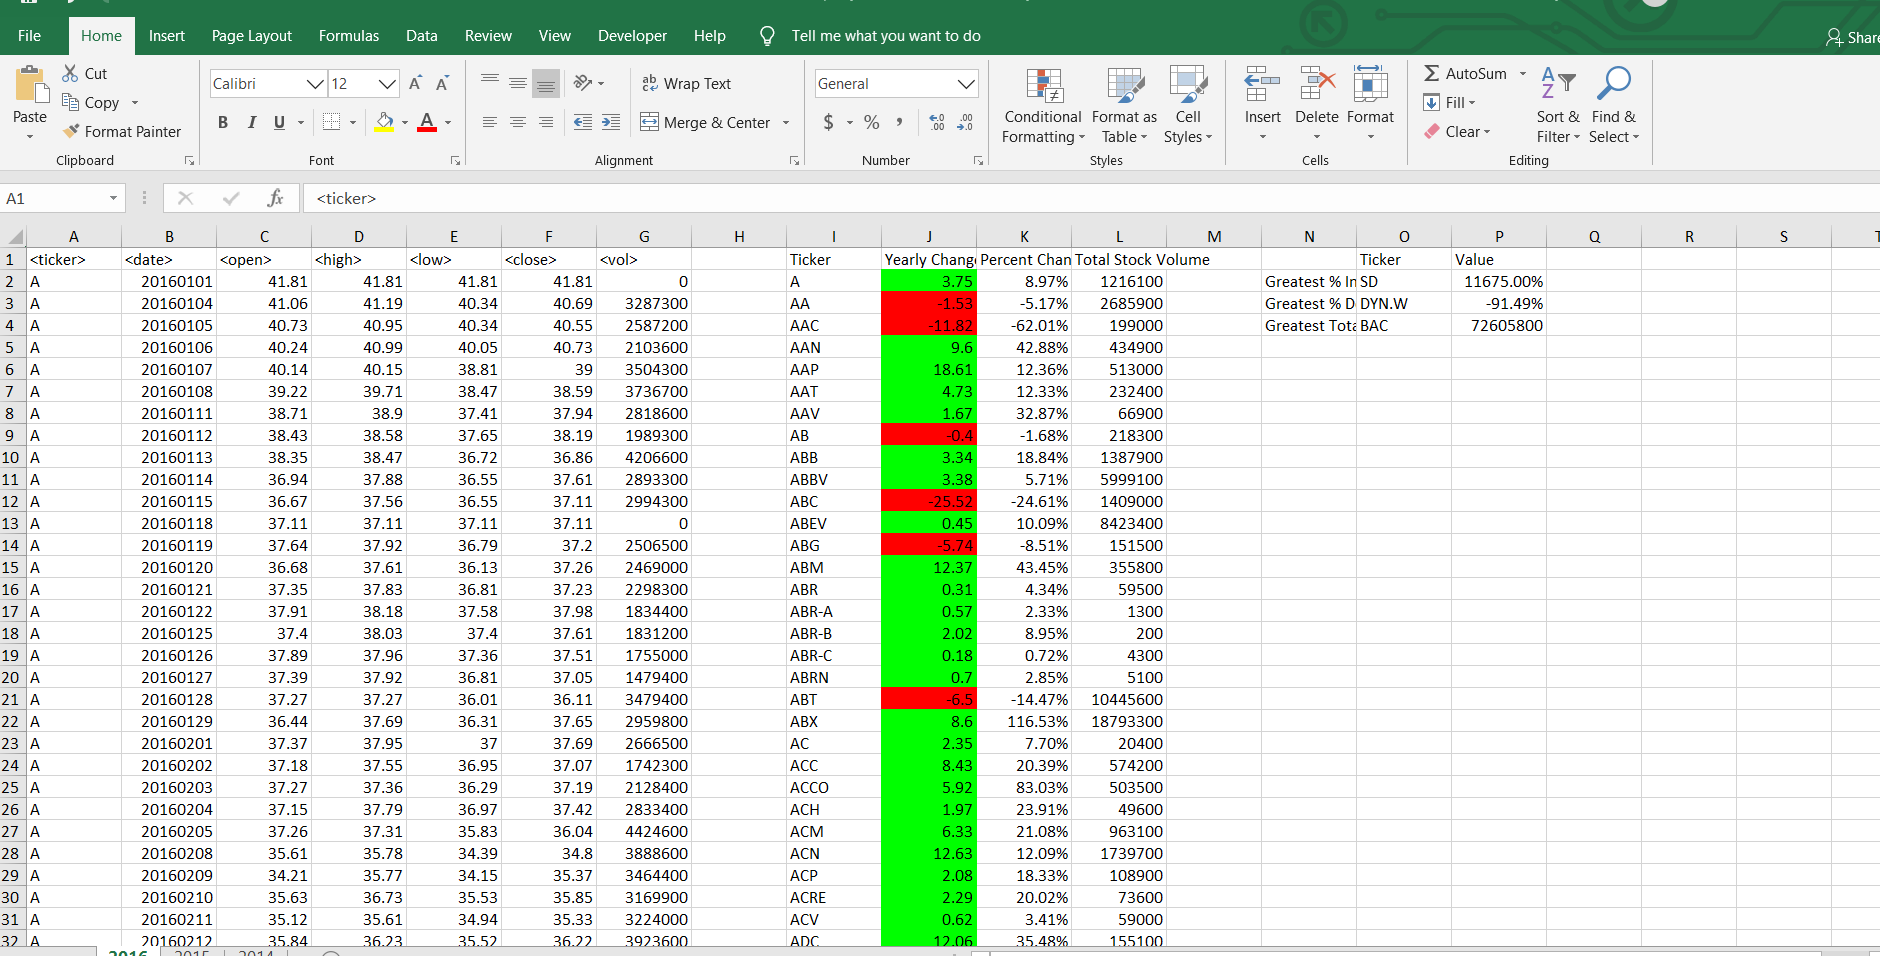 File Home Insert Page Layout Formulas Data Review View Developer Help Tell me what you want to do Share
Paste
Cut
Copy
Format Painter
Clipboard
Calibri 12
B I U
Font
Wrap Text
Merge & Center
Alignment
General
$ % ,
Number
Conditional Formatting
Format as Table
Cell Styles
Styles
Insert
Delete
Format
Cells
AutoSum
Fill
Clear
Sort & Filter
Find & Select
Editing
A1 fx <ticker>
A B C D E F G H I J K L M N O P Q R S T
1 <ticker> <date> <open> <high> <low> <close> <vol> Ticker Yearly Chang Percent Chan Total Stock Volume Ticker Value
2 A 20160101 41.81 41.81 41.81 41.81 0 A 3.75 8.97% 1216100 Greatest % In SD 11675.00%
3 A 20160104 41.06 41.19 40.34 40.69 3287300 AA -1.53 -5.17% 2685900 Greatest % D DYN.W -91.49%
4 A 20160105 40.73 40.95 40.34 40.55 2587200 AAC -11.82 -62.01% 199000 Greatest Tota BAC 72605800
5 A 20160106 40.24 40.99 40.05 40.73 2103600 AAN 9.6 42.88% 434900
6 A 20160107 40.14 40.15 38.81 39 3504300 AAP 18.61 12.36% 513000
7 A 20160108 39.22 39.71 38.47 38.59 3736700 AAT 4.73 12.33% 232400
8 A 20160111 38.71 38.9 37.41 37.94 2818600 AAV 1.67 32.87% 66900
9 A 20160112 38.43 38.58 37.65 38.19 1989300 AB -0.4 -1.68% 218300
10 A 20160113 38.35 38.47 36.72 36.86 4206600 ABB 3.34 18.84% 1387900
11 A 20160114 36.94 37.88 36.55 37.61 2893300 ABBV 3.38 5.71% 5999100
12 A 20160115 36.67 37.56 36.55 37.11 2994300 ABC -25.52 -24.61% 1409000
13 A 20160118 37.11 37.11 37.11 37.11 0 ABEV 0.45 10.09% 8423400
14 A 20160119 37.64 37.92 36.79 37.2 2506500 ABG -5.74 -8.51% 151500
15 A 20160120 36.68 37.61 36.13 37.26 2469000 ABM 12.37 43.45% 355800
16 A 20160121 37.35 37.83 36.81 37.23 2298300 ABR 0.31 4.34% 59500
17 A 20160122 37.91 38.18 37.58 37.98 1834400 ABR-A 0.57 2.33% 1300
18 A 20160125 37.4 38.03 37.4 37.61 1831200 ABR-B 2.02 8.95% 200
19 A 20160126 37.89 37.96 37.36 37.51 1755000 ABR-C 0.18 0.72% 4300
20 A 20160127 37.39 37.92 36.81 37.05 1479400 ABRN 0.7 2.85% 5100
21 A 20160128 37.27 37.27 36.01 36.11 3479400 ABT -6.5 -14.47% 10445600
22 A 20160129 36.44 37.69 36.31 37.65 2959800 ABX 8.6 116.53% 18793300
23 A 20160201 37.37 37.95 37 37.69 2666500 AC 2.35 7.70% 20400
24 A 20160202 37.18 37.55 36.95 37.07 1742300 ACC 8.43 20.39% 574200
25 A 20160203 37.27 37.36 36.29 37.19 2128400 ACCO 5.92 83.03% 503500
26 A 20160204 37.15 37.79 36.97 37.42 2833400 ACH 1.97 23.91% 49600
27 A 20160205 37.26 37.31 35.83 36.04 4424600 ACM 6.33 21.08% 963100
28 A 20160208 35.61 35.78 34.39 34.8 3888600 ACN 12.63 12.09% 1739700
29 A 20160209 34.21 35.77 34.15 35.37 3464400 ACP 2.08 18.33% 108900
30 A 20160210 35.63 36.73 35.53 35.85 3169900 ACRE 2.29 20.02% 73600
31 A 20160211 35.12 35.61 34.94 35.33 3224000 ACV 0.62 3.41% 59000
32 A 20160212 35.84 36.23 35.52 36.22 3923600 ADC 12.06 35.48% 155100
2016 2015 2014